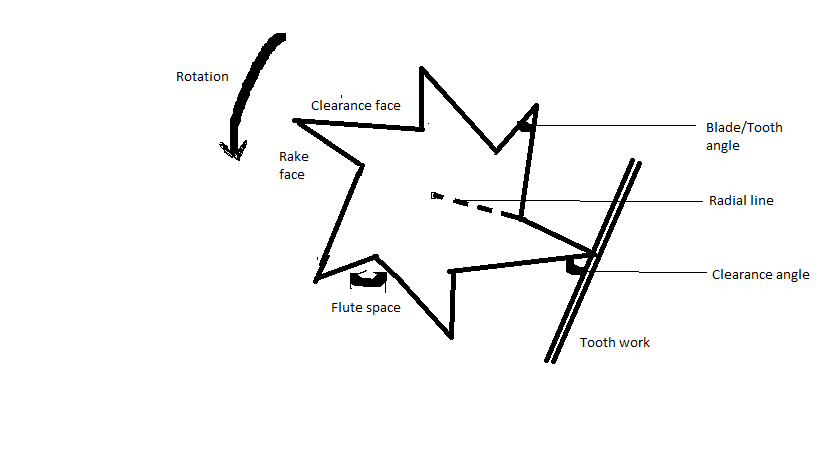 Rotation
Clearance face
Rake
face
Blade/Tooth
angle
Radial line
Clearance angle
Flute space
Tooth work